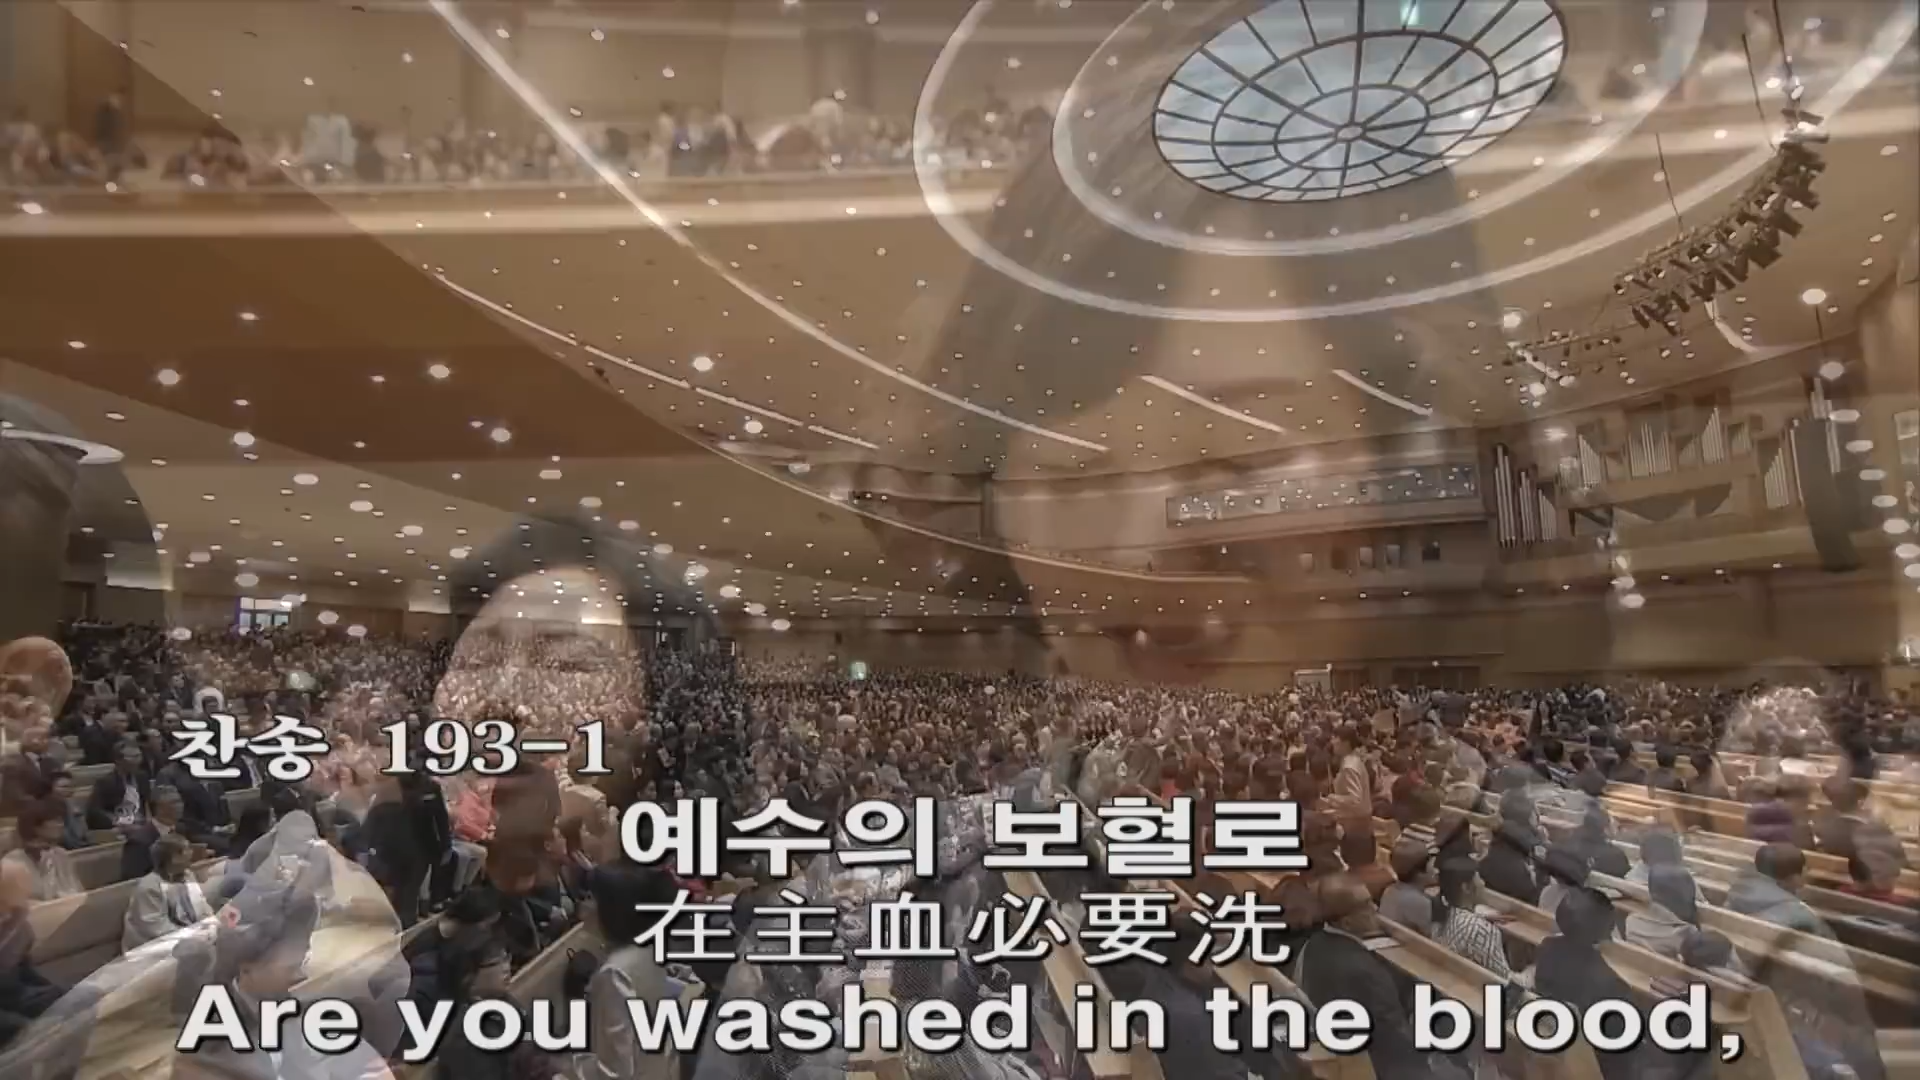 찬송 193-1
예수의 보혈로
在主血必要洗
Are you washed in the blood,